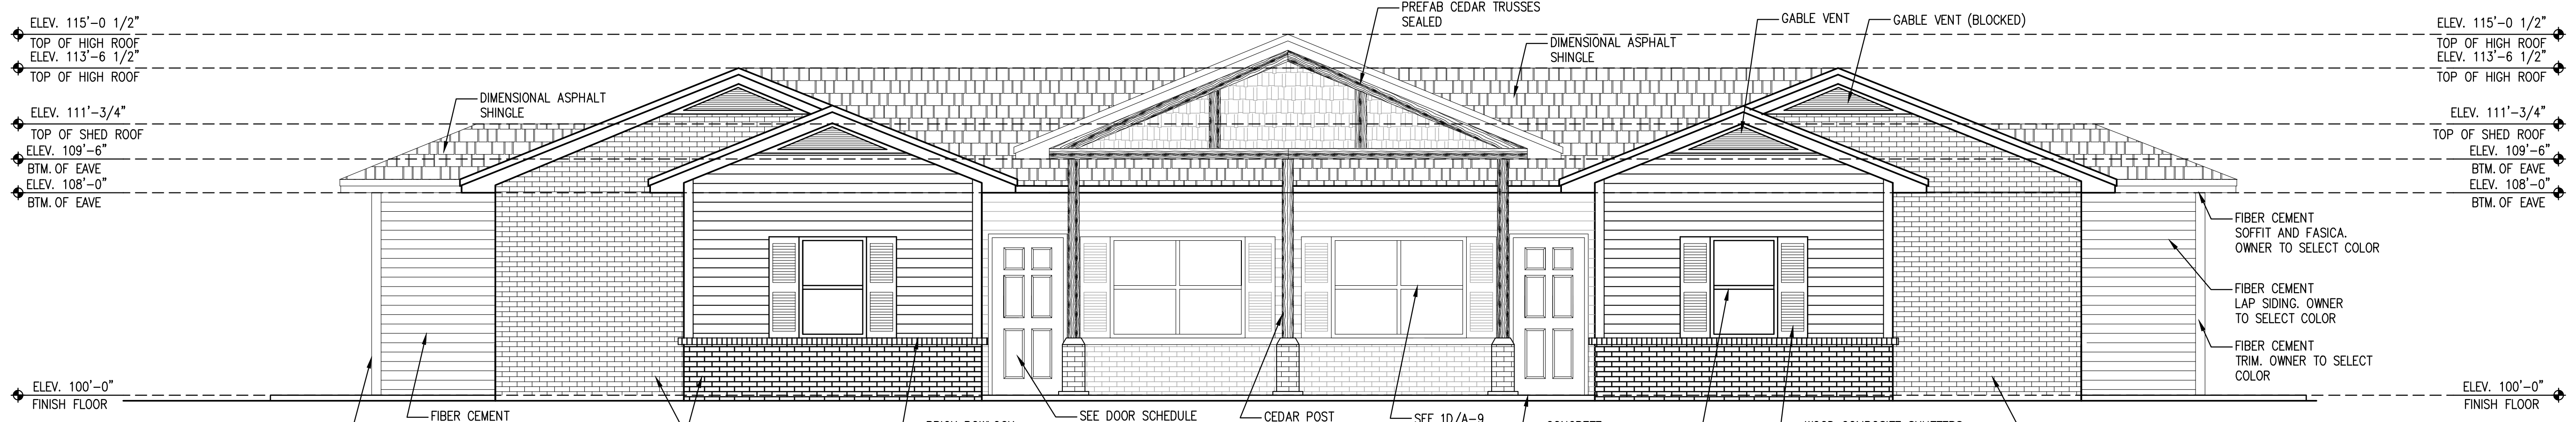 ELEV. 115'-0 1/2"
TOP OF HIGH ROOF
ELEV. 113'-6 1/2"
TOP OF HIGH ROOF
ELEV. 111'-3/4"
TOP OF SHED ROOF
ELEV. 109'-6"
BTM. OF EAVE
ELEV. 108'-0"
BTM. OF EAVE
ELEV. 100'-0"
FINISH FLOOR
DIMENSIONAL ASPHALT
SHINGLE
PREFAB CEDAR TRUSSES
SEALED
DIMENSIONAL ASPHALT
SHINGLE
GABLE VENT
GABLE VENT (BLOCKED)
ELEV. 115'-0 1/2"
TOP OF HIGH ROOF
ELEV. 113'-6 1/2"
TOP OF HIGH ROOF
ELEV. 111'-3/4"
TOP OF SHED ROOF
ELEV. 109'-6"
BTM. OF EAVE
ELEV. 108'-0"
BTM. OF EAVE
FIBER CEMENT
SOFFIT AND FASICA.
OWNER TO SELECT COLOR
FIBER CEMENT
LAP SIDING. OWNER
TO SELECT COLOR
FIBER CEMENT
TRIM. OWNER TO SELECT
COLOR
ELEV. 100'-0"
FINISH FLOOR
FIBER CEMENT
SEE DOOR SCHEDULE
CEDAR POST
SEE 1D/A-9